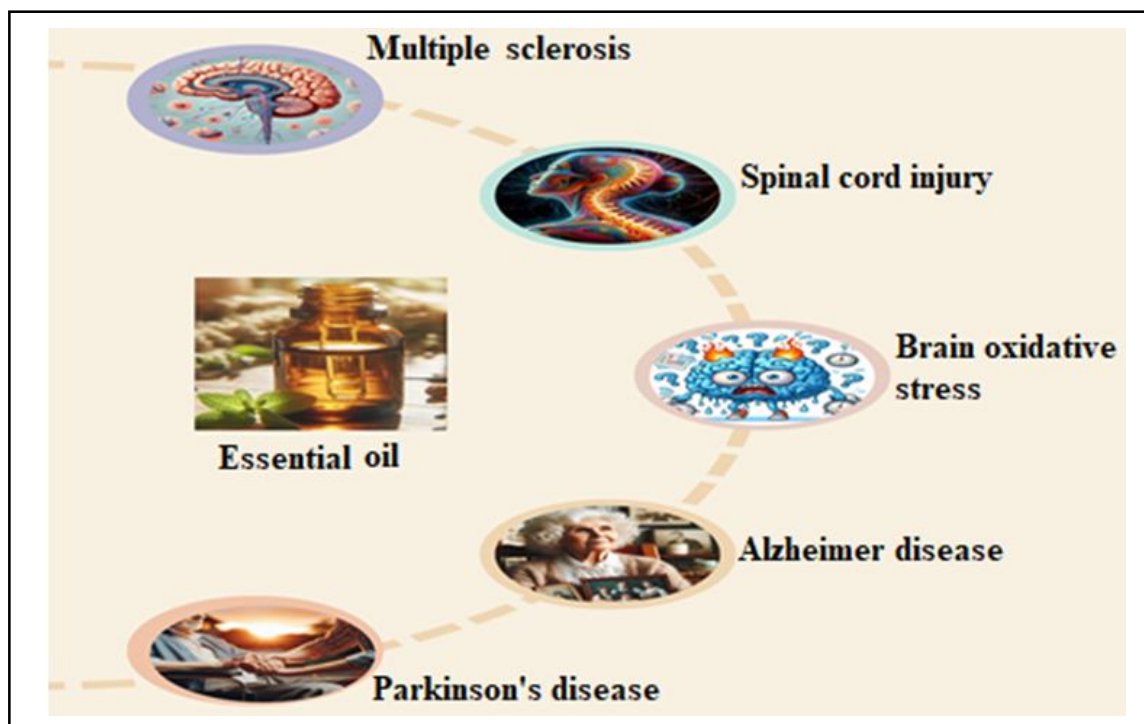 Multiple sclerosis
Spinal cord injury
Brain oxidative
stress
Essential oil
Alzheimer disease
Parkinson's disease